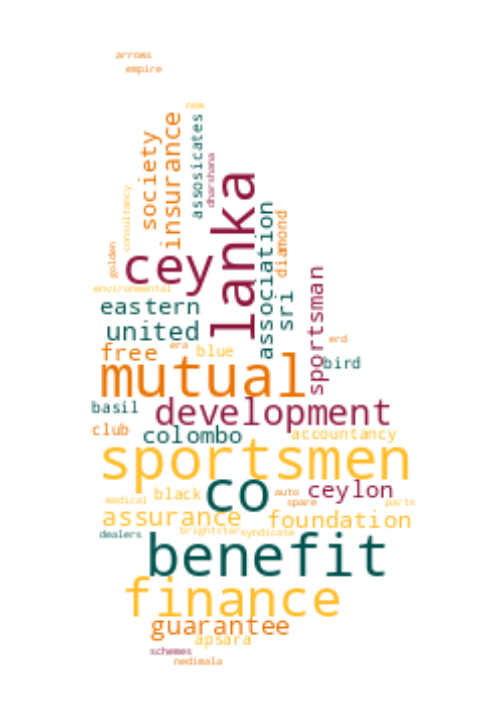 arrows
empire
new
society
insurance
assosicates
dharshana
consultancy
lanka
association
diamond
sri
golden
cey
environmental
eastern
united
sportsman
free
era
blue
erd
bird
mutual
basil
development
club
colombo
accountancy
sportsmen
co
medical
black
auto
spare
ceylon
parts
assurance
foundation
dealers
brightstar
syndicate
benefit
finance
guarantee
apsara
schemes
nedimala